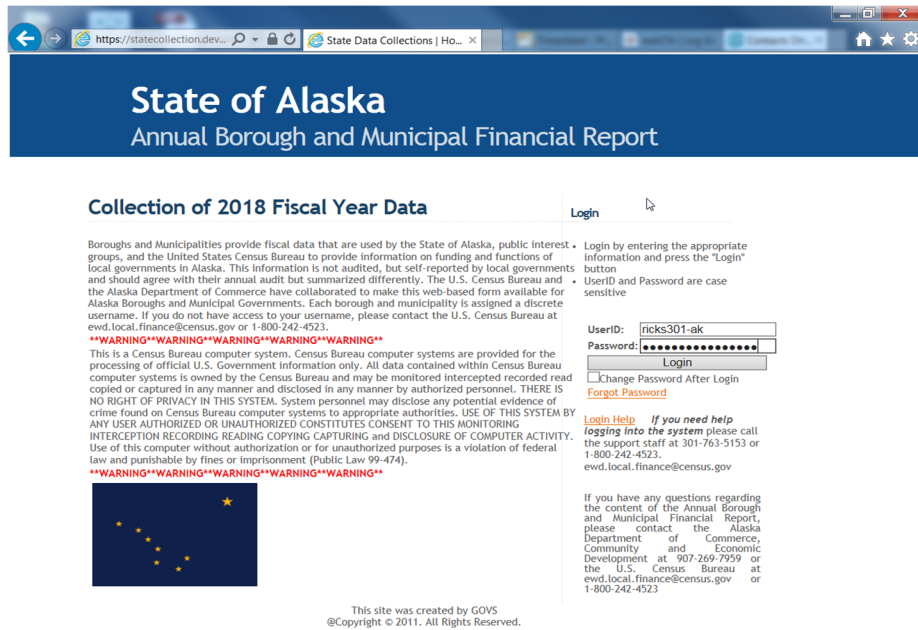 https://statecollection.dev...
State Data Collections | Ho...
State of Alaska
Annual Borough and Municipal Financial Report
Collection of 2018 Fiscal Year Data
Boroughs and Municipalities provide fiscal data that are used by the State of Alaska, public interest
groups, and the United States Census Bureau to provide information on funding and functions of
local governments in Alaska. This information is not audited, but self-reported by local governments
and should agree with their annual audit but summarized differently. The U.S. Census Bureau and
the Alaska Department of Commerce have collaborated to make this web-based form available for
Alaska Boroughs and Municipal Governments. Each borough and municipality is assigned a discrete
username. If you do not have access to your username, please contact the U.S. Census Bureau at
ewd.local.finance@census.gov or 1-800-242-4523.
**WARNING**WARNING**WARNING**WARNING**WARNING**
This is a Census Bureau computer system. Census Bureau computer systems are provided for the
processing of official U.S. Government information only. All data contained within Census Bureau
computer systems is owned by the Census Bureau and may be monitored intercepted recorded read
copied or captured in any manner and disclosed in any manner by authorized personnel. THERE IS
NO RIGHT OF PRIVACY IN THIS SYSTEM. System personnel may disclose any potential evidence of
crime found on Census Bureau computer systems to appropriate authorities. USE OF THIS SYSTEM BY
ANY USER AUTHORIZED OR UNAUTHORIZED CONSTITUTES CONSENT TO THIS MONITORING
INTERCEPTION RECORDING READING COPYING CAPTURING and DISCLOSURE OF COMPUTER ACTIVITY.
Use of this computer without authorization or for unauthorized purposes is a violation of federal
law and punishable by fines or imprisonment (Public Law 99-474).
**WARNING**WARNING**WARNING**WARNING**WARNING**
Login
• Login by entering the appropriate
information and press the "Login"
button
• UserID and Password are case
sensitive
UserID: ricks301-ak
Password: ●●●●●●●●●●●●●●●●
Login
Change Password After Login
Forgot Password
Login Help If you need help
logging into the system please call
the support staff at 301-763-5153 or
1-800-242-4523.
ewd.local.finance@census.gov
If you have any questions regarding
the content of the Annual Borough
and Municipal Financial Report,
please contact the Alaska
Department of Commerce,
Community and Economic
Development at 907-269-7959 or
the U.S. Census Bureau at
ewd.local.finance@census.gov or
1-800-242-4523
This site was created by GOVS
@Copyright © 2011. All Rights Reserved.